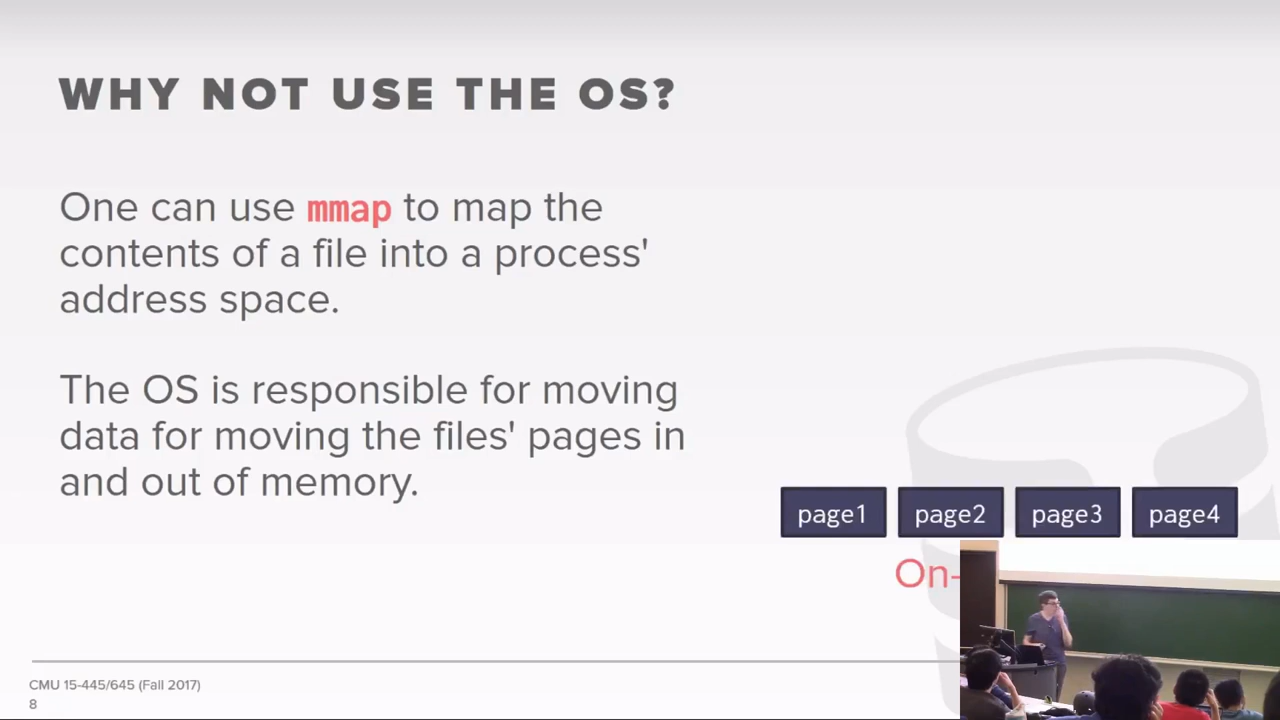 WHY NOT USE THE OS?
One can use mmap to map the
contents of a file into a process'
address space.
The OS is responsible for moving
data for moving the files' pages in
and out of memory.
page1 page2 page3 page4
On-
CMU 15-445/645 (Fall 2017)
8